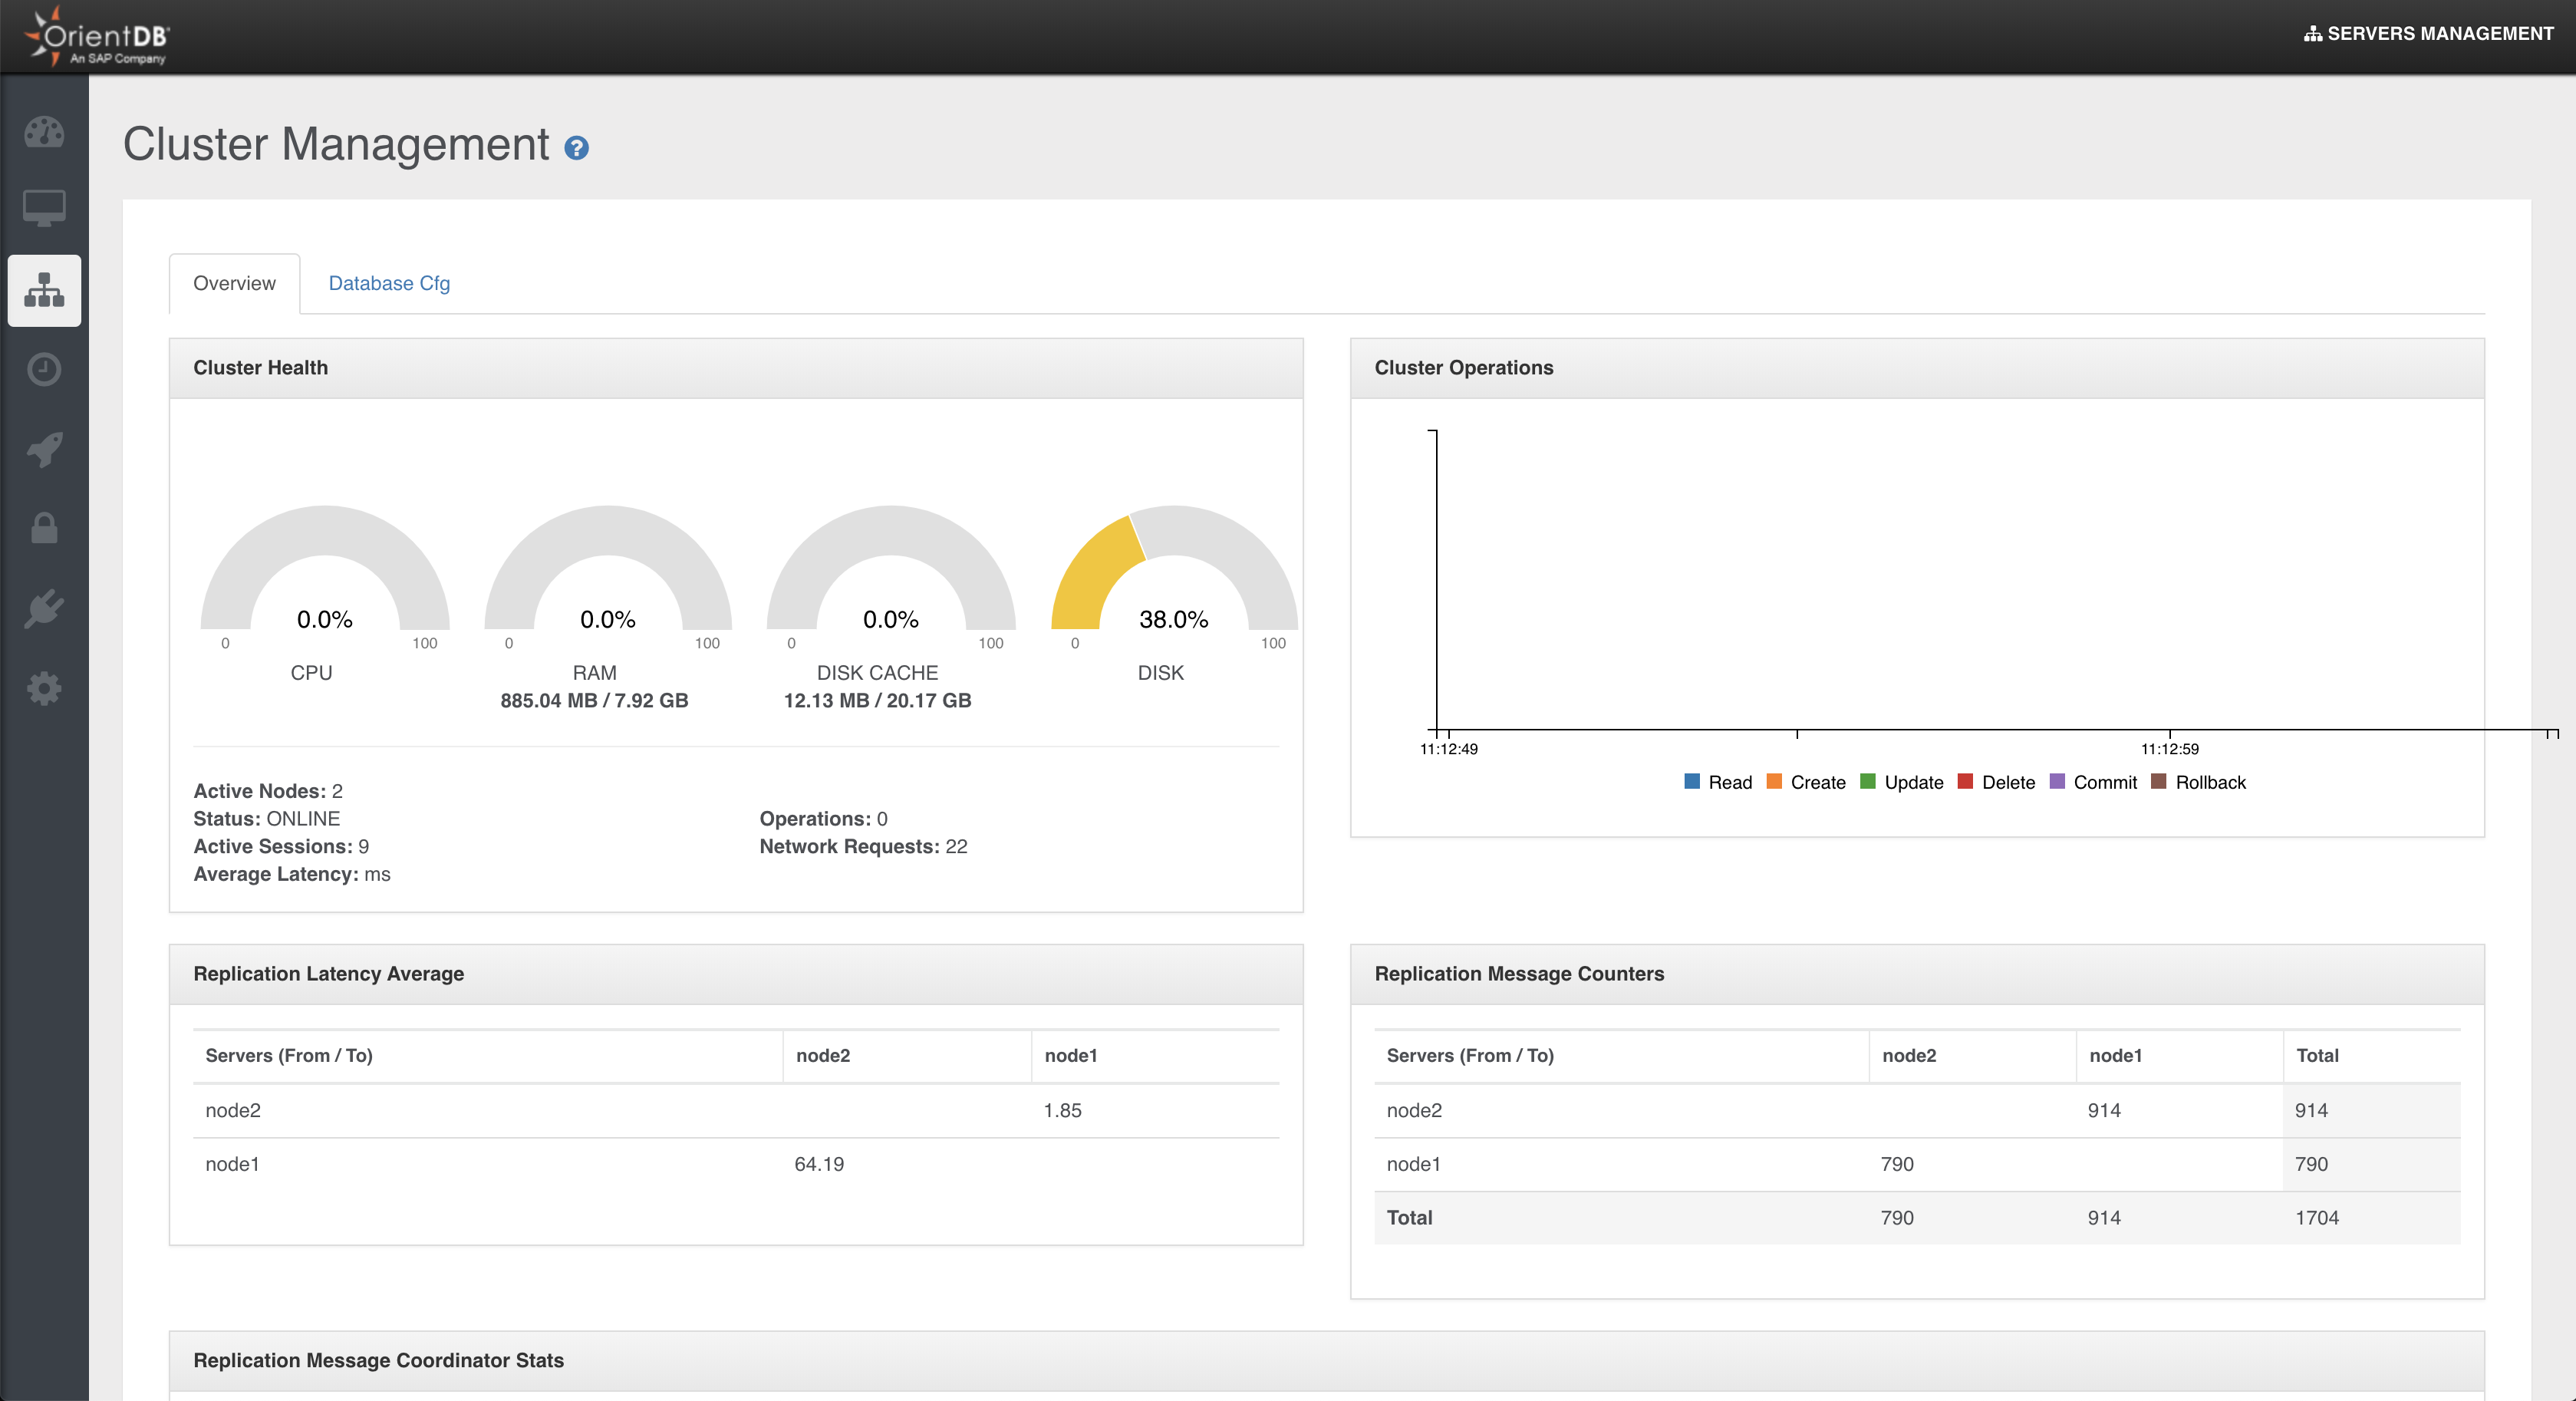 OrientDB
An SAP Company
SERVERS MANAGEMENT
Cluster Management ?
Overview Database Cfg
Cluster Health
0.0% 0.0% 0.0% 38.0%
0 100 0 100 0 100 0 100
CPU RAM DISK CACHE DISK
885.04 MB / 7.92 GB 12.13 MB / 20.17 GB
Active Nodes: 2
Status: ONLINE Operations: 0
Active Sessions: 9 Network Requests: 22
Average Latency: ms
Cluster Operations
11:12:49 11:12:59
Read Create Update Delete Commit Rollback
Replication Latency Average
Servers (From / To) node2 node1
node2 1.85
node1 64.19
Replication Message Counters
Servers (From / To) node2 node1 Total
node2 914 914
node1 790 790
Total 790 914 1704
Replication Message Coordinator Stats